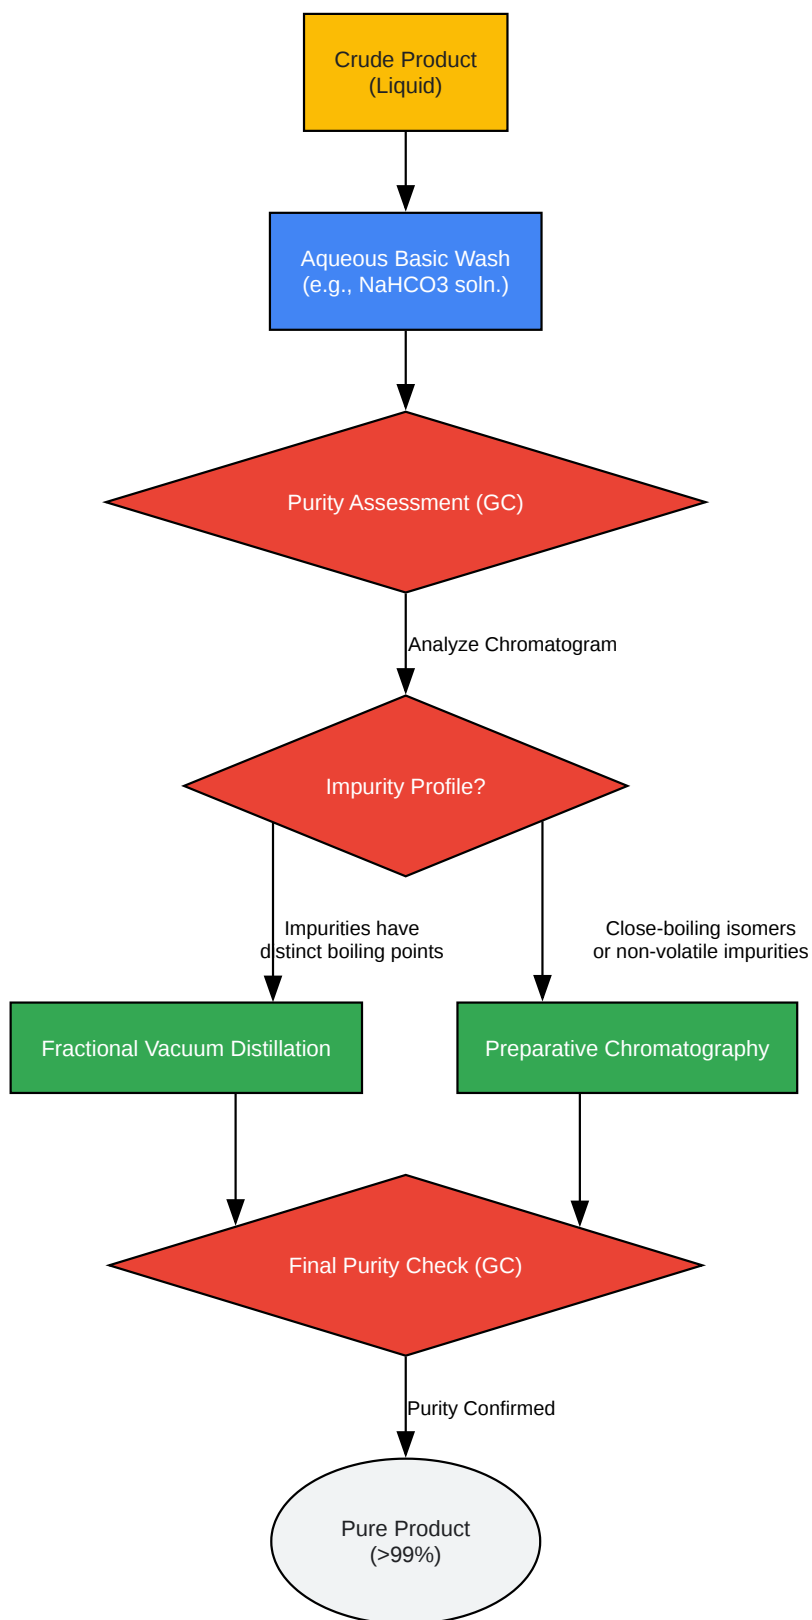 Crude Product
(Liquid)
Aqueous Basic Wash
(e.g., NaHCO3 soln.)
Purity Assessment (GC)
Analyze Chromatogram
Impurity Profile?
Impurities have
distinct boiling points
Close-boiling isomers
or non-volatile impurities
Fractional Vacuum Distillation
Preparative Chromatography
Final Purity Check (GC)
Purity Confirmed
Pure Product
(>99%)